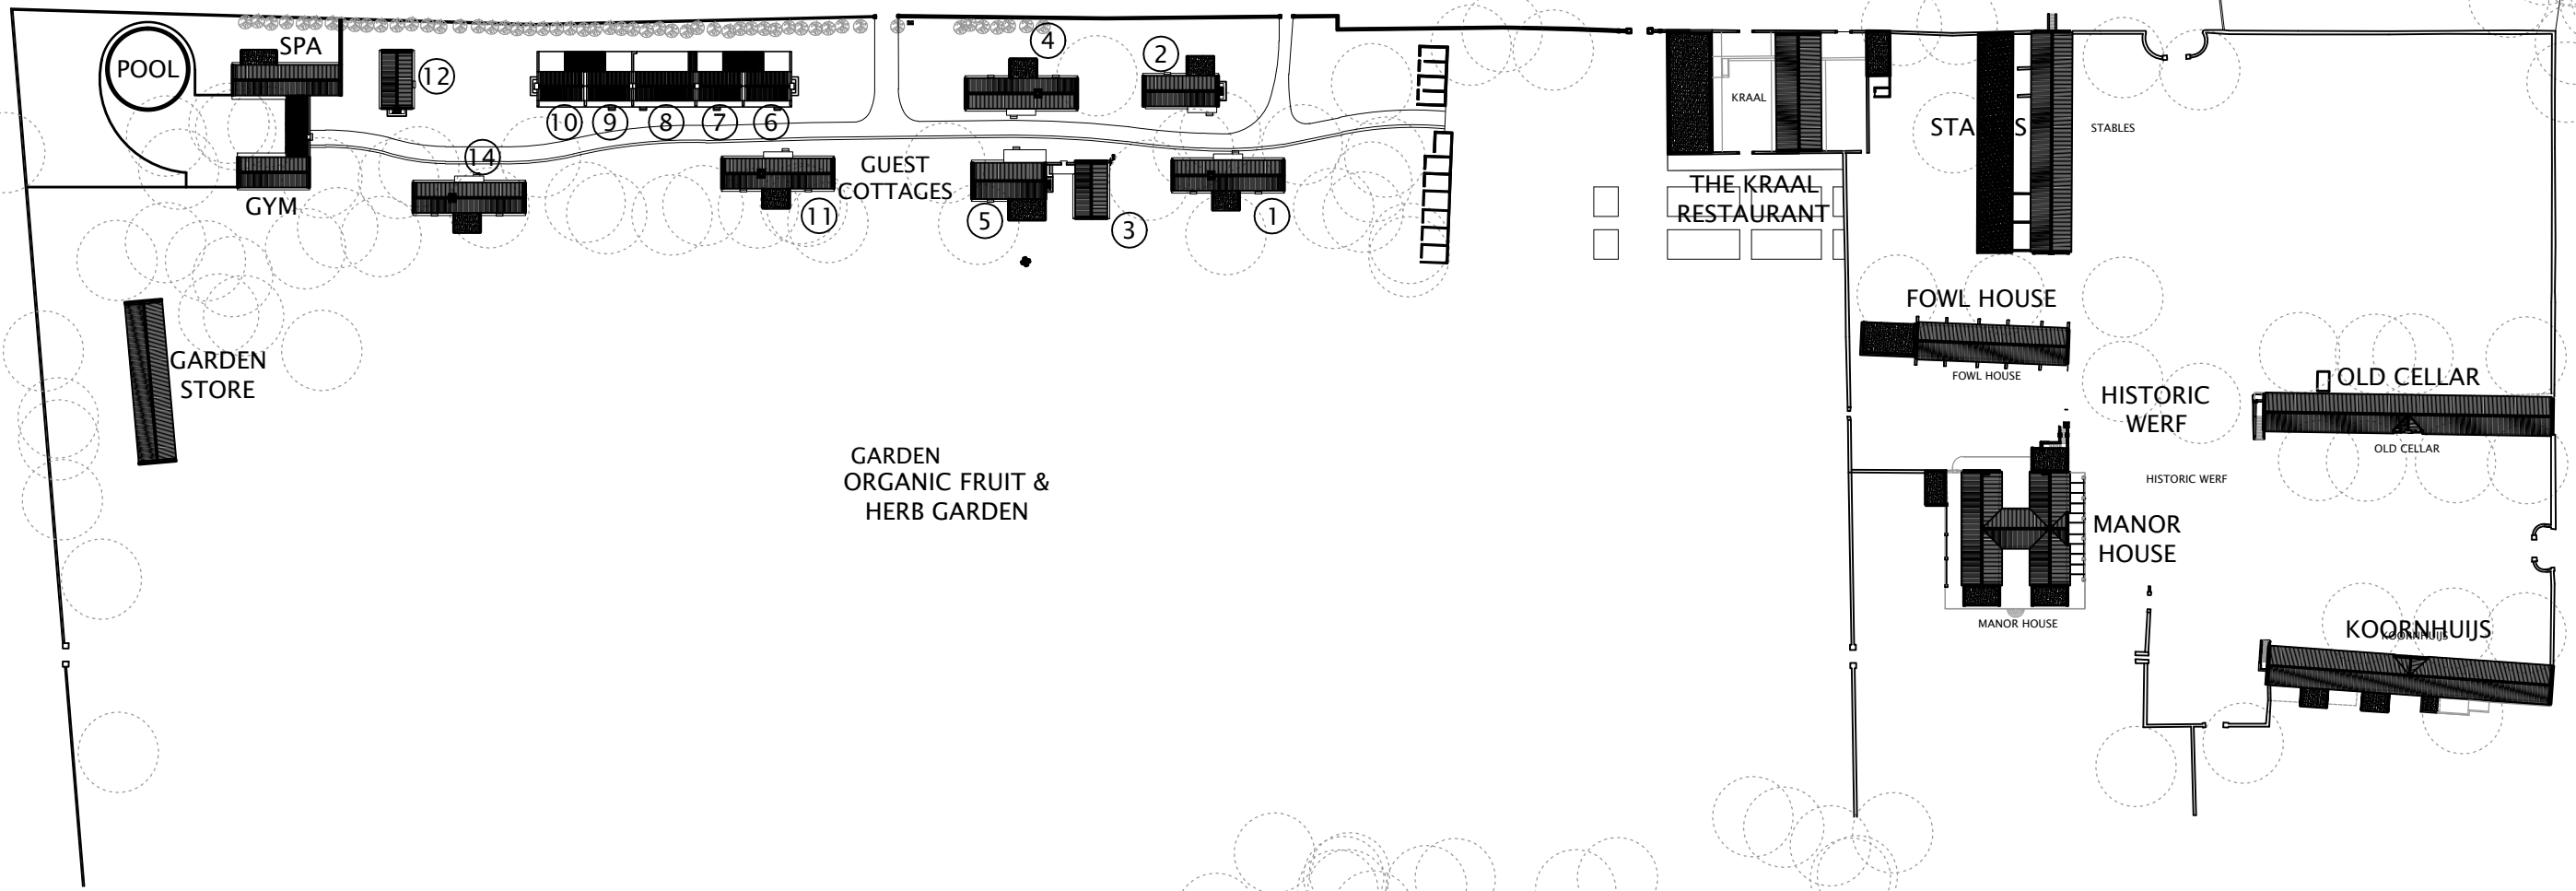 SPA
POOL
12
4
2
10
9
8
7
6
14
GUEST
COTTAGES
GYM
11
5
3
1
KRAAL
THE KRAAL
RESTAURANT
STABLES
FOWL HOUSE
FOWL HOUSE
GARDEN
STORE
HISTORIC
WERF
OLD CELLAR
OLD CELLAR
GARDEN
ORGANIC FRUIT &
HERB GARDEN
HISTORIC WERF
MANOR
HOUSE
MANOR HOUSE
KOORNHUIJS
KOORNHUIJS